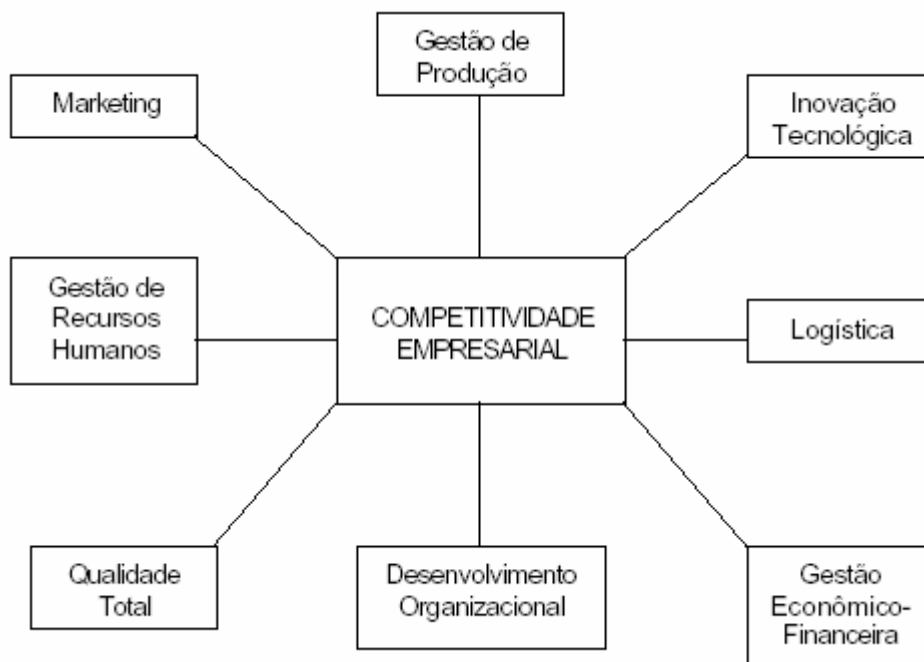 Gestão de
Produção
Marketing
Inovação
Tecnológica
Gestão de
Recursos
Humanos
COMPETITIVIDADE
EMPRESARIAL
Logística
Qualidade
Total
Desenvolvimento
Organizacional
Gestão
Econômico-
Financeira